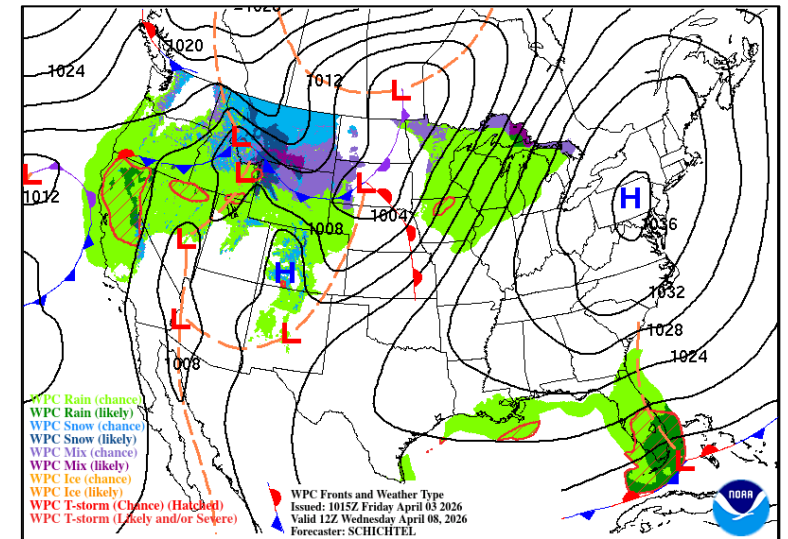 1020
1020
1024
1012
L
L
L
1012
L
L
1004
H
1036
1008
L
H
1032
L
L
1028
1024
1008
WPC Rain (chance)
WPC Rain (likely)
WPC Snow (chance)
WPC Snow (likely)
WPC Mix (chance)
WPC Mix (likely)
WPC Ice (chance)
WPC Ice (likely)
WPC T-storm (Chance) (Hatched)
WPC T-storm (Likely and/or Severe)
L
WPC Fronts and Weather Type
Issued: 1015Z Friday April 03 2026
Valid 12Z Wednesday April 08, 2026
Forecaster: SCHICHTEL
NOAA